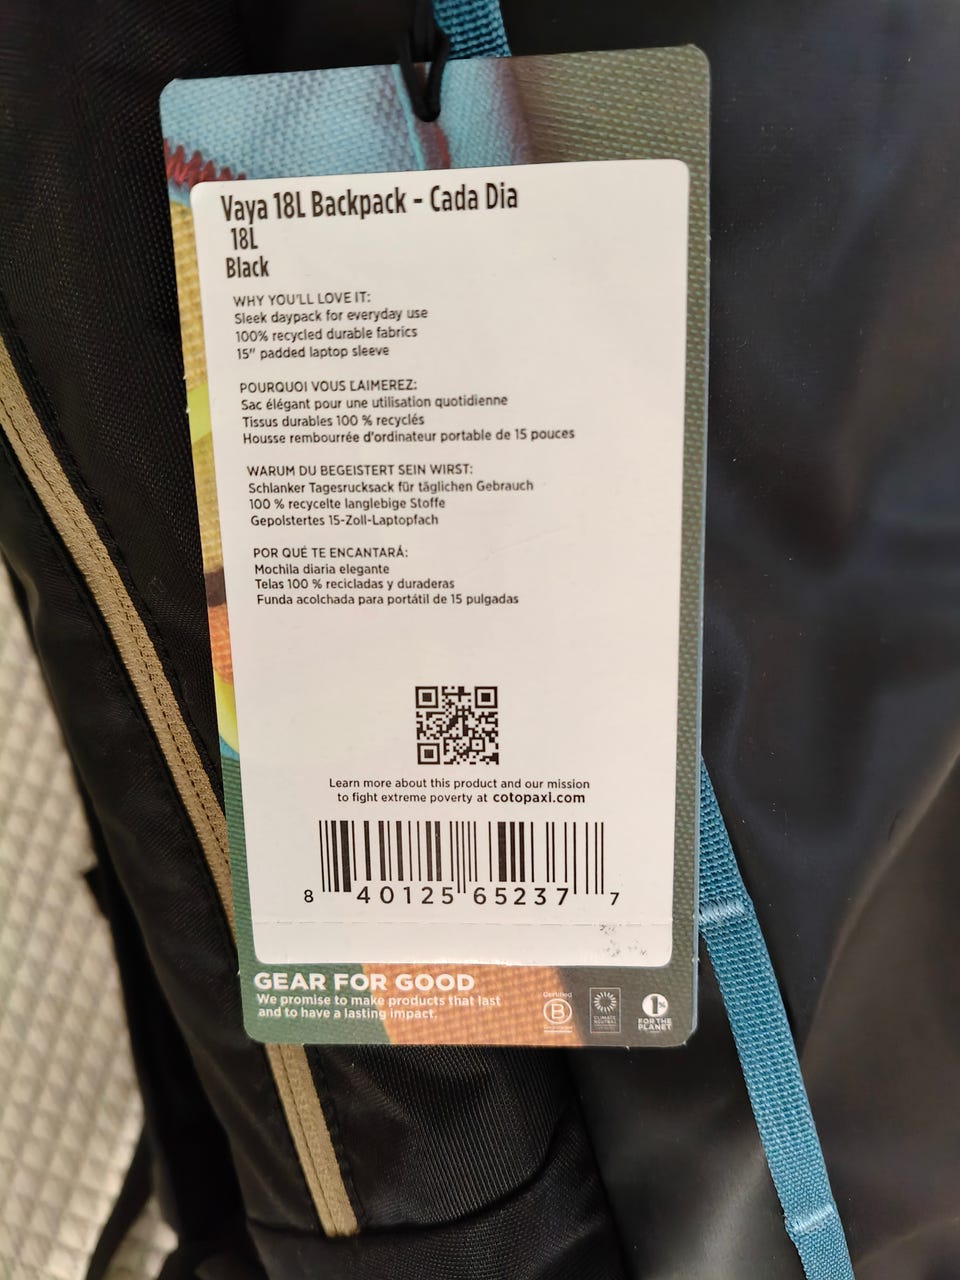 Vaya 18L Backpack - Cada Dia
18L
Black
WHY YOU'LL LOVE IT:
Sleek daypack for everyday use
100% recycled durable fabrics
15" padded laptop sleeve
POURQUOI VOUS L'AIMEREZ:
Sac élégant pour une utilisation quotidienne
Tissus durables 100 % recyclés
Housse rembourrée d'ordinateur portable de 15 pouces
WARUM DU BEGEISTERT SEIN WIRST:
Schlanker Tagesrucksack für täglichen Gebrauch
100 % recycelte langlebige Stoffe
Gepolstertes 15-Zoll-Laptopfach
POR QUÉ TE ENCANTARÁ:
Mochila diaria elegante
Telas 100 % recicladas y duraderas
Funda acolchada para portátil de 15 pulgadas
Learn more about this product and our mission
to fight extreme poverty at cotopaxi.com
8 40125 65237 7
GEAR FOR GOOD
We promise to make products that last
and to have a lasting impact.
Certified
B
CLIMATE
NEUTRAL
1%
FOR THE
PLANET